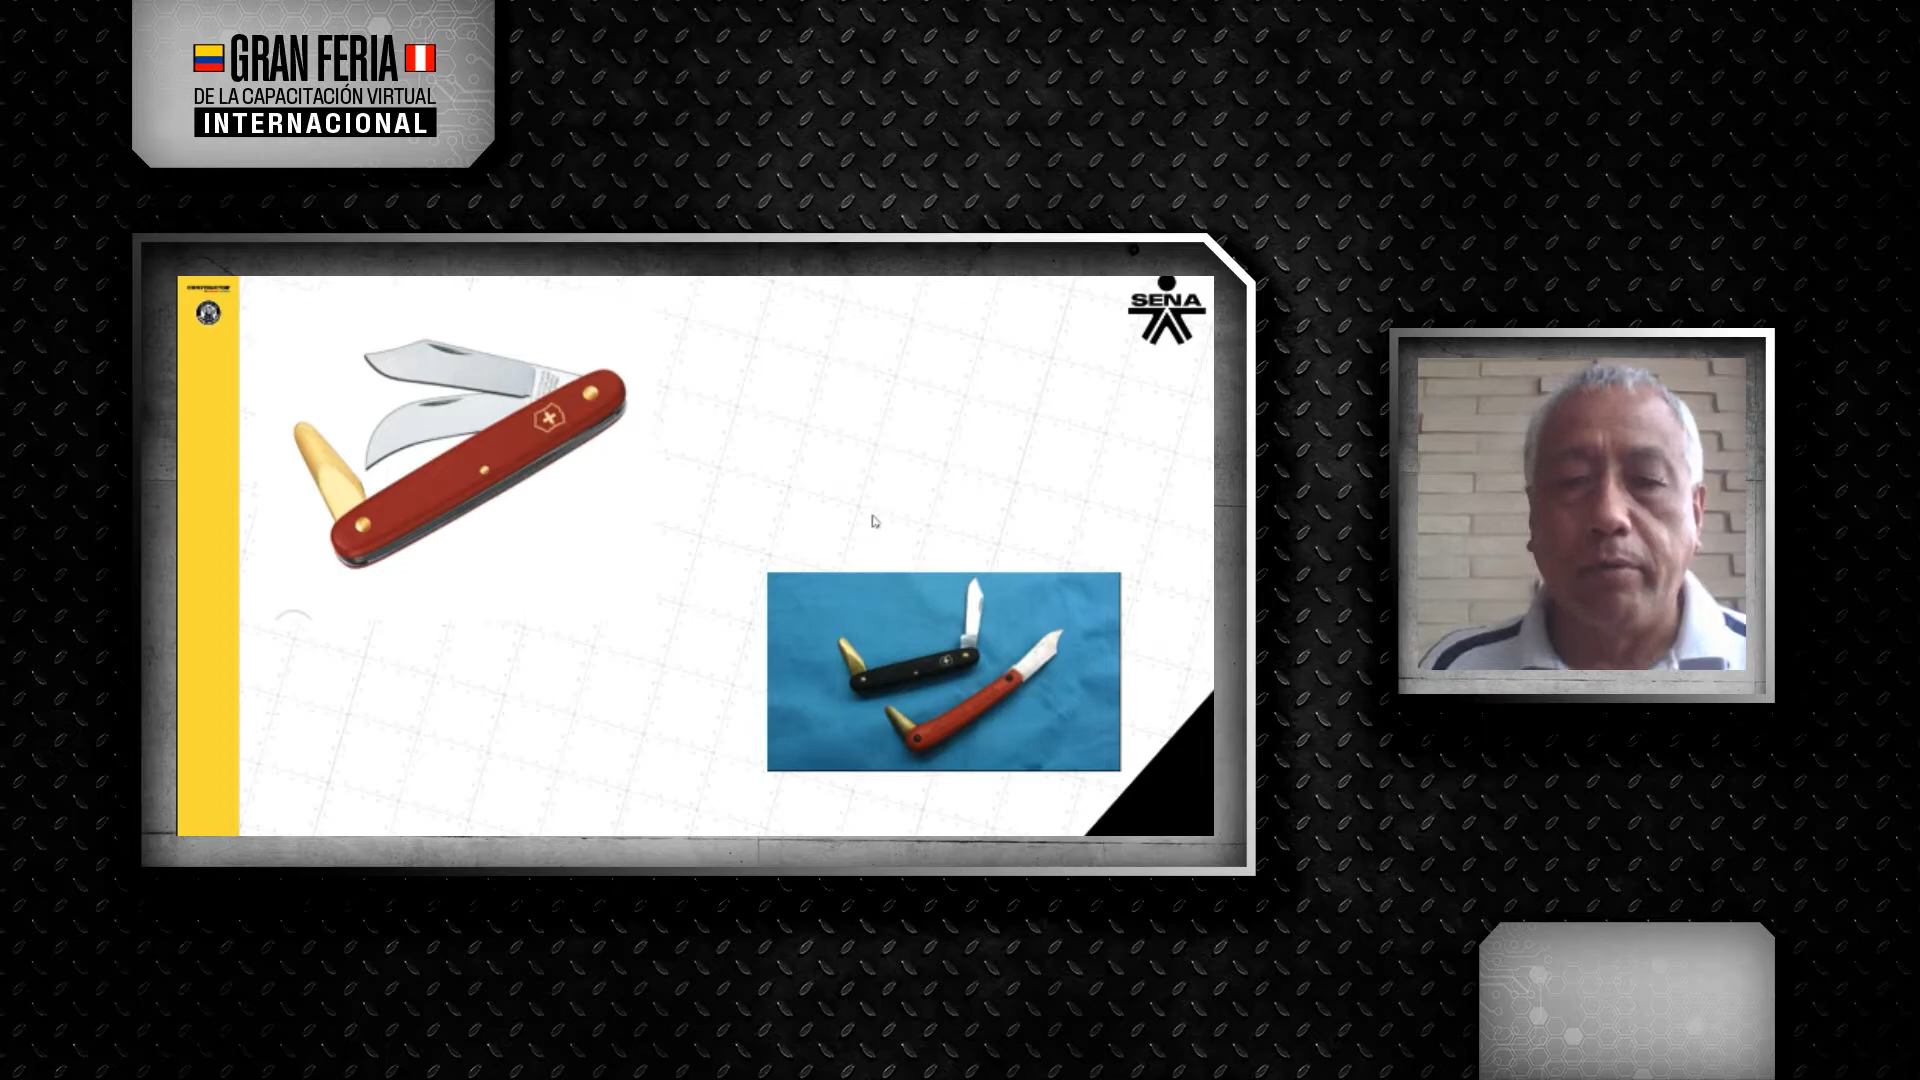 GRAN FERIA
DE LA CAPACITACIÓN VIRTUAL
INTERNACIONAL
SENA